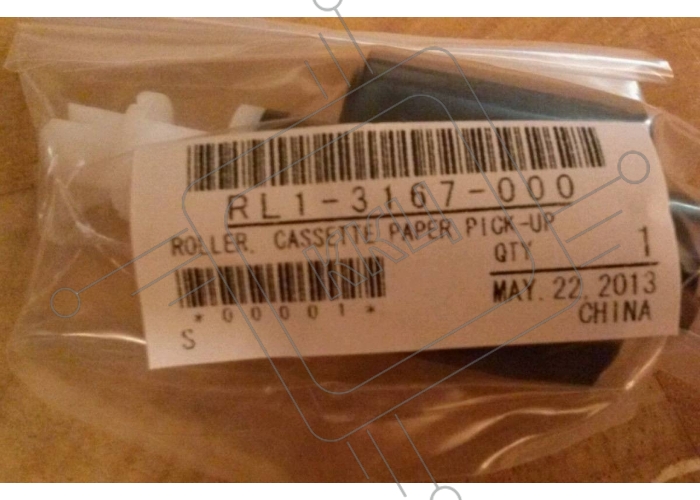 RL1-3167-000
ROLLER, CASSETTE PAPER PICK-UP
QTY 1
*00001*
MAY. 22, 2013
S
CHINA